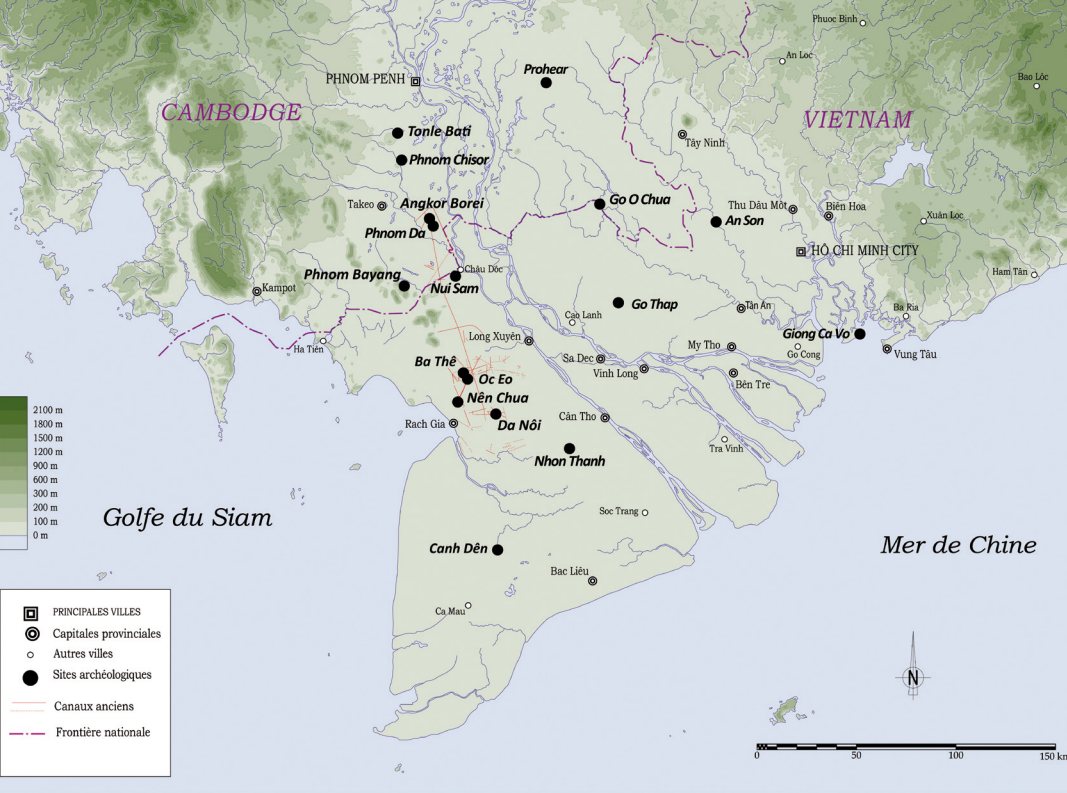 Phuoc Binh
An Loc
PHNOM PENH
Prohear
Bao Lôc
CAMBODGE
VIETNAM
Tonle Bati
Tây Ninh
Phnom Chisor
Takeo
Angkor Borei
Go O Chua
Thu Dâu Môt
Biên Hoa
An Son
Xuân Loc
Phnom Da
HÔ CHI MINH CITY
Châu Dôc
Phnom Bayang
Ham Tân
Kampot
Nui Sam
Go Thap
Tân An
Cao Lanh
Ba Ria
Long Xuyên
Giong Ca Vo
Ha Tiên
My Tho
Go Cong
Vung Tâu
Ba Thê
Sa Dec
Vinh Long
Oc Eo
Bên Tre
Nên Chua
Rach Gia
Da Nôi
Cân Tho
Tra Vinh
Nhon Thanh
2100 m
1800 m
1500 m
1200 m
900 m
600 m
300 m
200 m
100 m
0 m
Golfe du Siam
Soc Trang
Mer de Chine
Canh Dên
Bac Liêu
Ca Mau
PRINCIPALES VILLES
Capitales provinciales
Autres villes
Sites archéologiques
Canaux anciens
Frontière nationale
N
0 50 100 150 km